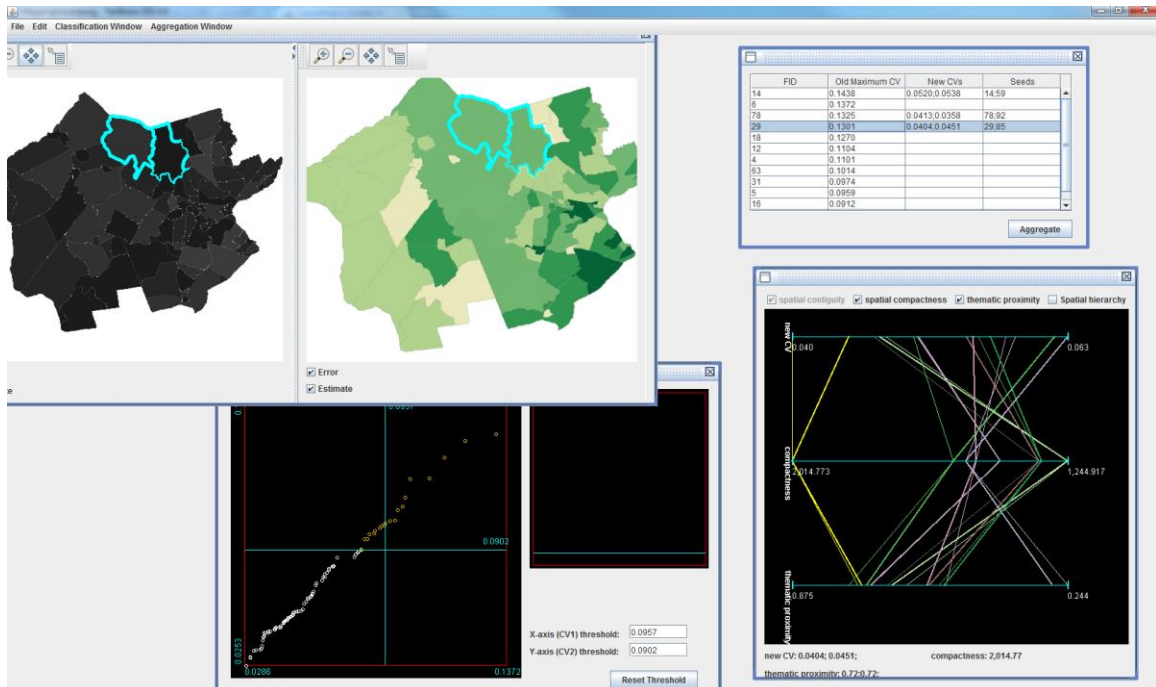 File Edit Classification Window Aggregation Window
Error
Estimate
FID Old Maximum CV New CVs Seeds
14 0.1438 0.0520;0.0538 14;59
6 0.1372
78 0.1325 0.0413;0.0358 78;92
29 0.1301 0.0404;0.0451 29;85
18 0.1270
12 0.1104
4 0.1101
63 0.1014
31 0.0974
5 0.0959
16 0.0912
Aggregate
spatial contiguity spatial compactness thematic proximity Spatial hierarchy
new CV
0.040 0.063
compactness
2,014.773 1,244.917
thematic proximity
0.875 0.244
new CV: 0.0404; 0.0451; compactness: 2,014.77
thematic proximity: 0.72;0.72;
0.0957
0.0902
0.0253
0.0286 0.1372
X-axis (CV1) threshold: 0.0957
Y-axis (CV2) threshold: 0.0902
Reset Threshold